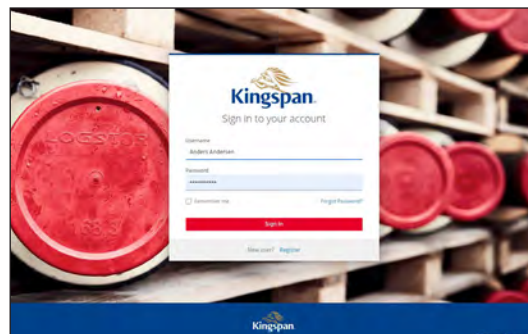 LOGSTOR
Kingspan
Sign in to your account
Username
Anders Andersen
Password
Remember me
Forgot Password?
Sign In
New user? Register
Kingspan